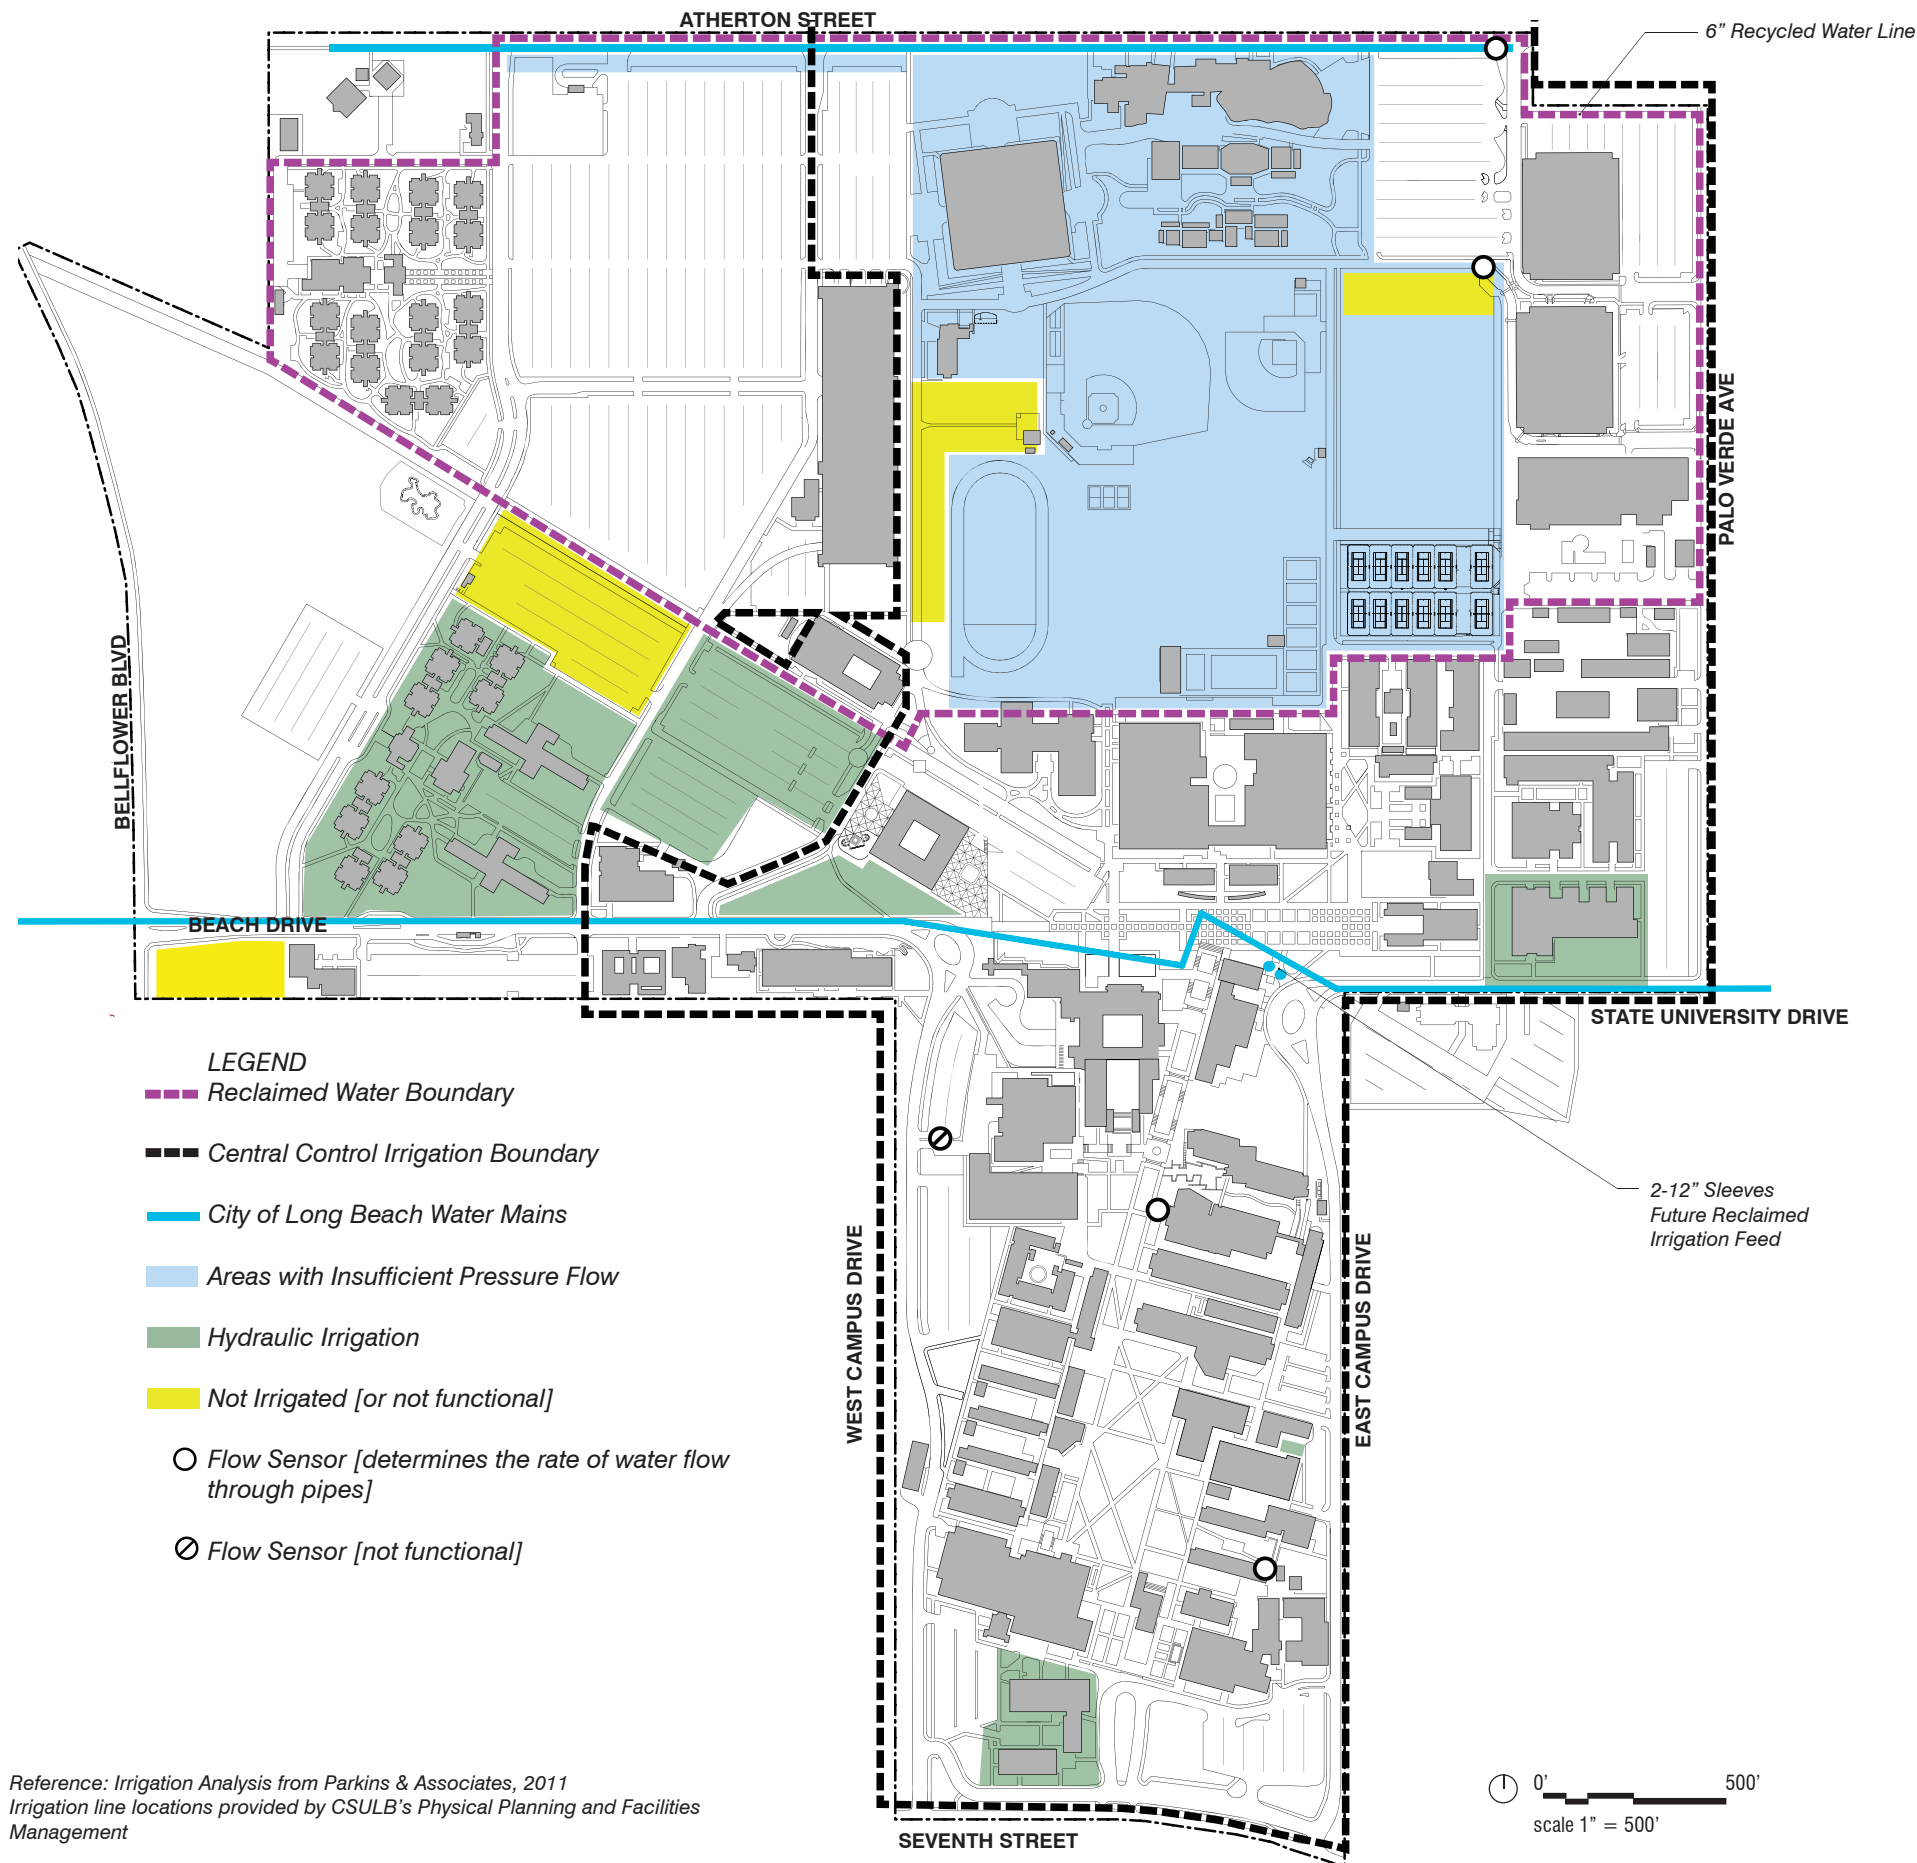 ATHERTON STREET
6” Recycled Water Line
PALO VERDE AVE
BELLFLOWER BLVD
BEACH DRIVE
STATE UNIVERSITY DRIVE
LEGEND
Reclaimed Water Boundary
Central Control Irrigation Boundary
City of Long Beach Water Mains
Areas with Insufficient Pressure Flow
Hydraulic Irrigation
Not Irrigated [or not functional]
Flow Sensor [determines the rate of water flow
through pipes]
Flow Sensor [not functional]
2-12” Sleeves
Future Reclaimed
Irrigation Feed
WEST CAMPUS DRIVE
EAST CAMPUS DRIVE
SEVENTH STREET
Reference: Irrigation Analysis from Parkins & Associates, 2011
Irrigation line locations provided by CSULB’s Physical Planning and Facilities
Management
0’ 500’
scale 1” = 500’